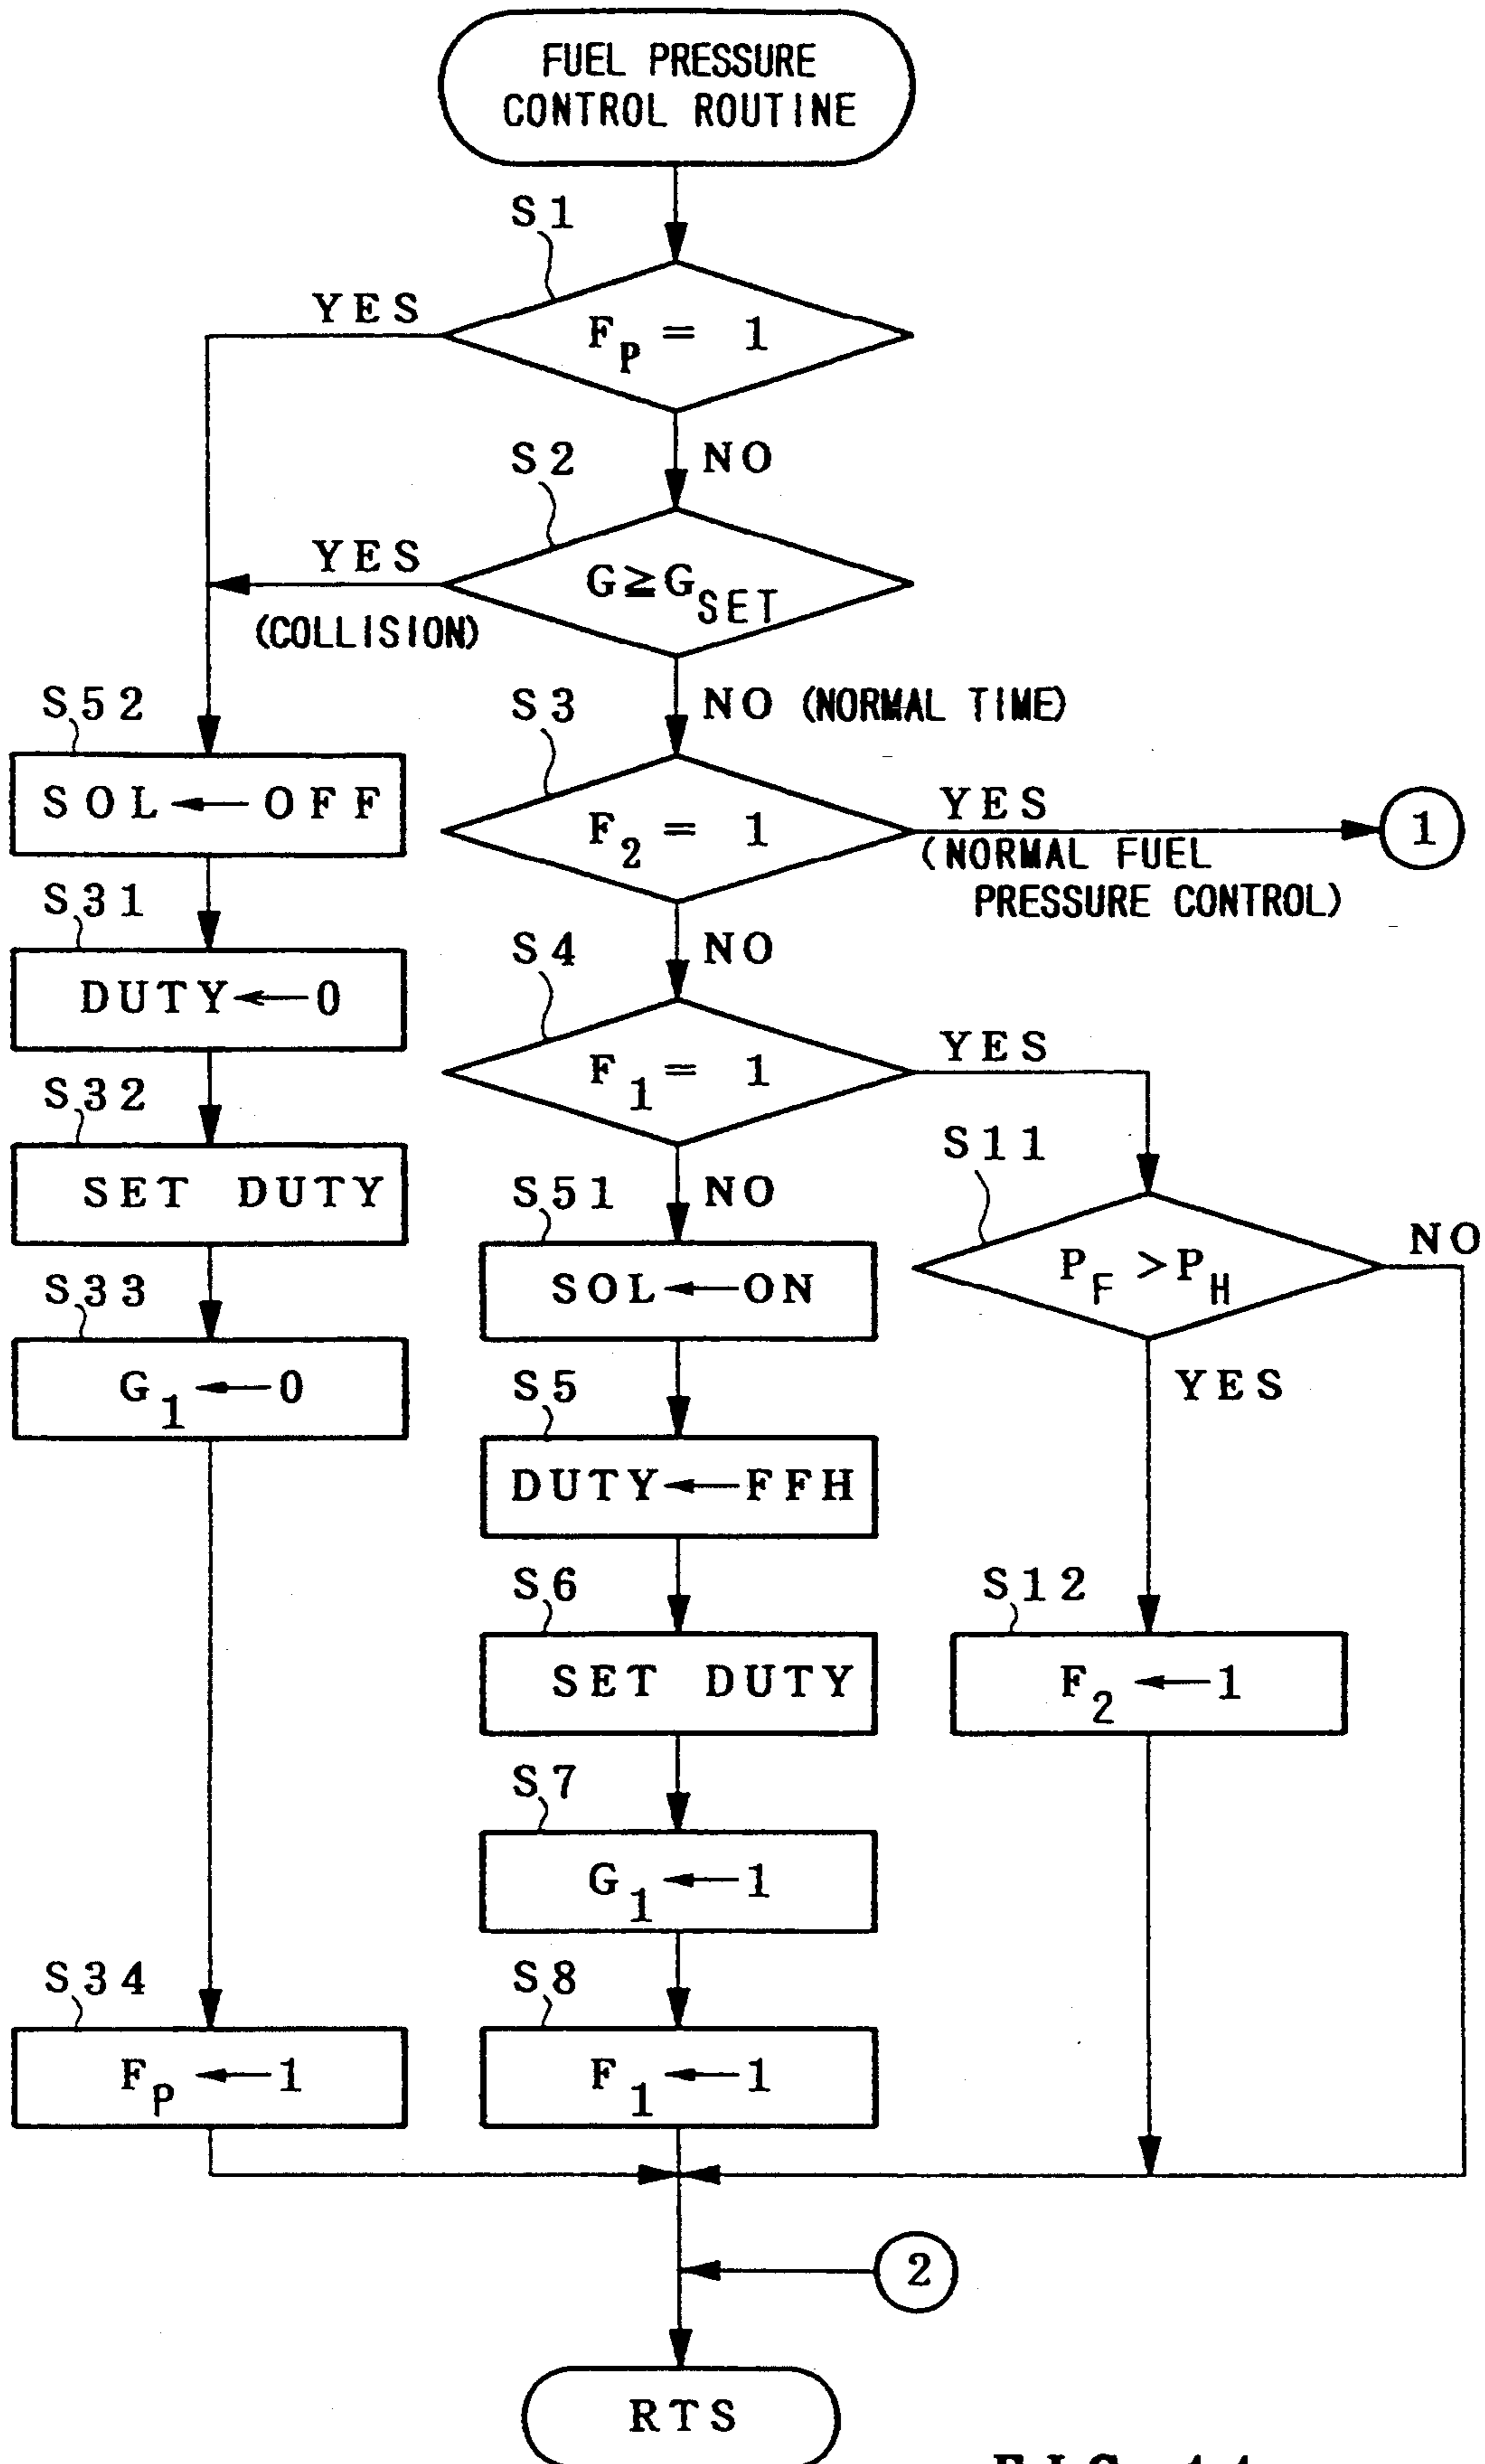 FUEL PRESSURE
CONTROL ROUTINE
S1
YES
F_P = 1
NO
S2
YES
G≧G_SET
(COLLISION)
S52
S3
NO (NORMAL TIME)
SOL←OFF
F_2 = 1
YES
1
(NORMAL FUEL
PRESSURE CONTROL)
S31
S4
NO
DUTY←0
F_1 = 1
YES
S32
S11
SET DUTY
S51
NO
P_F >P_H
NO
S33
SOL←ON
G_1 ←0
S5
YES
DUTY←FFH
S6
S12
SET DUTY
F_2 ←1
S7
G_1 ←1
S34
S8
F_P ←1
F_1 ←1
2
RTS